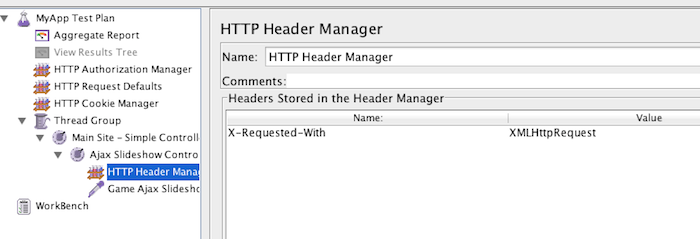 MyApp Test Plan
Aggregate Report
View Results Tree
HTTP Authorization Manager
HTTP Request Defaults
HTTP Cookie Manager
Thread Group
Main Site – Simple Controll
Ajax Slideshow Contro
HTTP Header Mana
Game Ajax Slidesh
WorkBench
HTTP Header Manager
Name: HTTP Header Manager
Comments:
Headers Stored in the Header Manager
Name: Value
X-Requested-With XMLHttpRequest